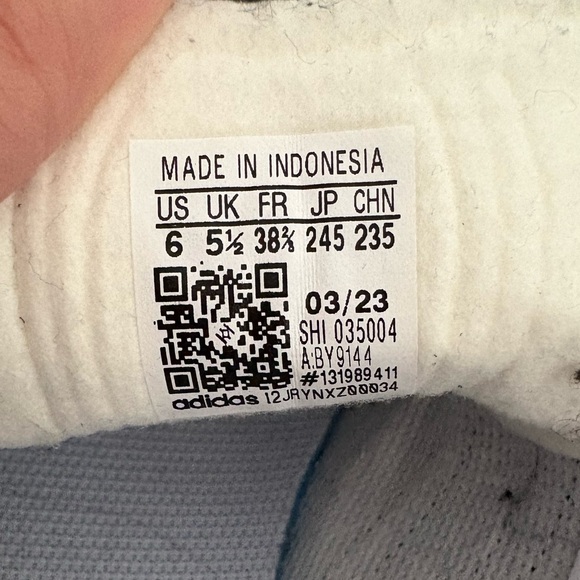 MADE IN INDONESIA
US UK FR JP CHN
6 5½ 38⅔ 245 235
03/23
SHI 035004
A:BY9144
#131989411
adidas 12JRYNXZ00034